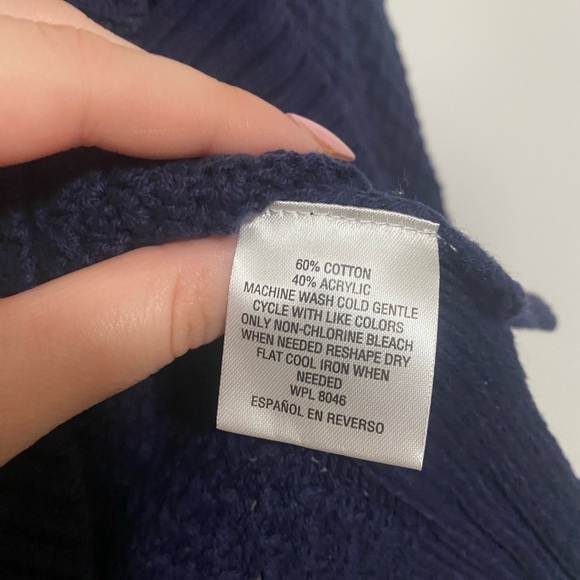 60% COTTON
40% ACRYLIC
MACHINE WASH COLD GENTLE
CYCLE WITH LIKE COLORS
ONLY NON-CHLORINE BLEACH
WHEN NEEDED RESHAPE DRY
FLAT COOL IRON WHEN
NEEDED
WPL 8046
ESPAÑOL EN REVERSO